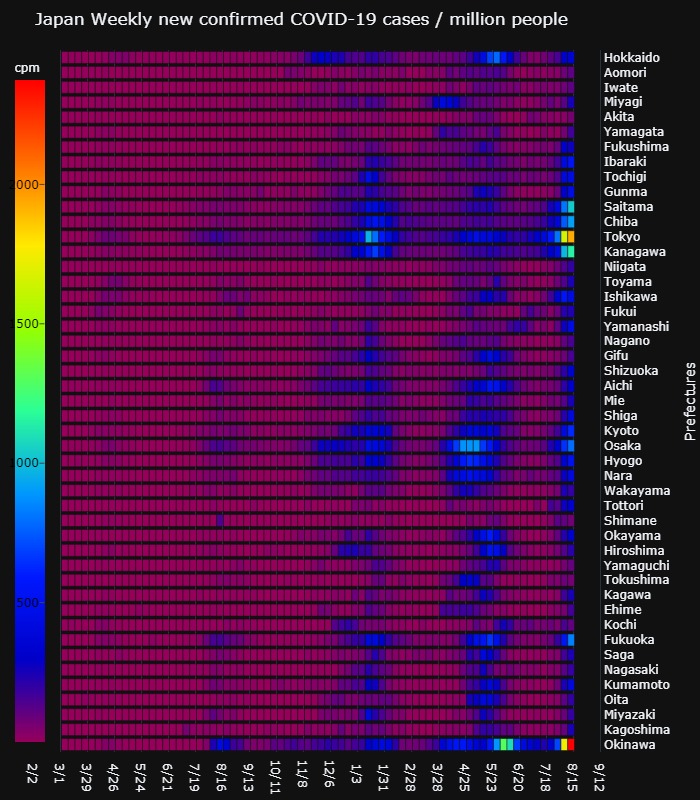 Japan Weekly new confirmed COVID-19 cases / million people
cpm
2000
1500
1000
500
Hokkaido
Aomori
Iwate
Miyagi
Akita
Yamagata
Fukushima
Ibaraki
Tochigi
Gunma
Saitama
Chiba
Tokyo
Kanagawa
Niigata
Toyama
Ishikawa
Fukui
Yamanashi
Nagano
Gifu
Shizuoka
Aichi
Mie
Shiga
Kyoto
Osaka
Hyogo
Nara
Wakayama
Tottori
Shimane
Okayama
Hiroshima
Yamaguchi
Tokushima
Kagawa
Ehime
Kochi
Fukuoka
Saga
Nagasaki
Kumamoto
Oita
Miyazaki
Kagoshima
Okinawa
Prefectures
2/2 3/1 3/29 4/26 5/24 6/21 7/19 8/16 9/13 10/11 11/8 12/6 1/3 1/31 2/28 3/28 4/25 5/23 6/20 7/18 8/15 9/12